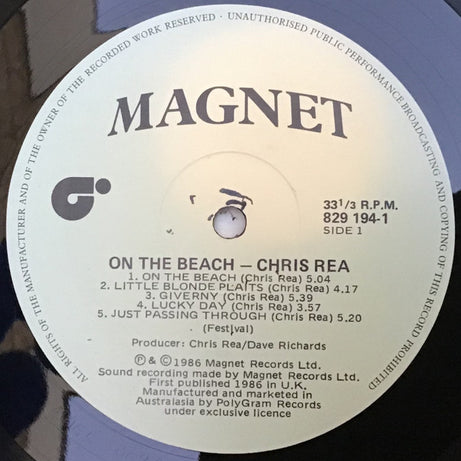 ALL RIGHTS OF THE MANUFACTURER AND OF THE OWNER OF THE RECORDED WORK RESERVED · UNAUTHORISED PUBLIC PERFORMANCE BROADCASTING AND COPYING OF THIS RECORD PROHIBITED
MAGNET
33 1/3 R.P.M.
829 194-1
SIDE 1
ON THE BEACH – CHRIS REA
1. ON THE BEACH (Chris Rea) 5.04
2. LITTLE BLONDE PLAITS (Chris Rea) 4.17
3. GIVERNY (Chris Rea) 5.39
4. LUCKY DAY (Chris Rea) 3.57
5. JUST PASSING THROUGH (Chris Rea) 5.20
(Festival)
Producer: Chris Rea/Dave Richards
℗ & © 1986 Magnet Records Ltd.
Sound recording made by Magnet Records Ltd.
First published 1986 in U.K.
Manufactured and marketed in
Australasia by PolyGram Records
under exclusive licence